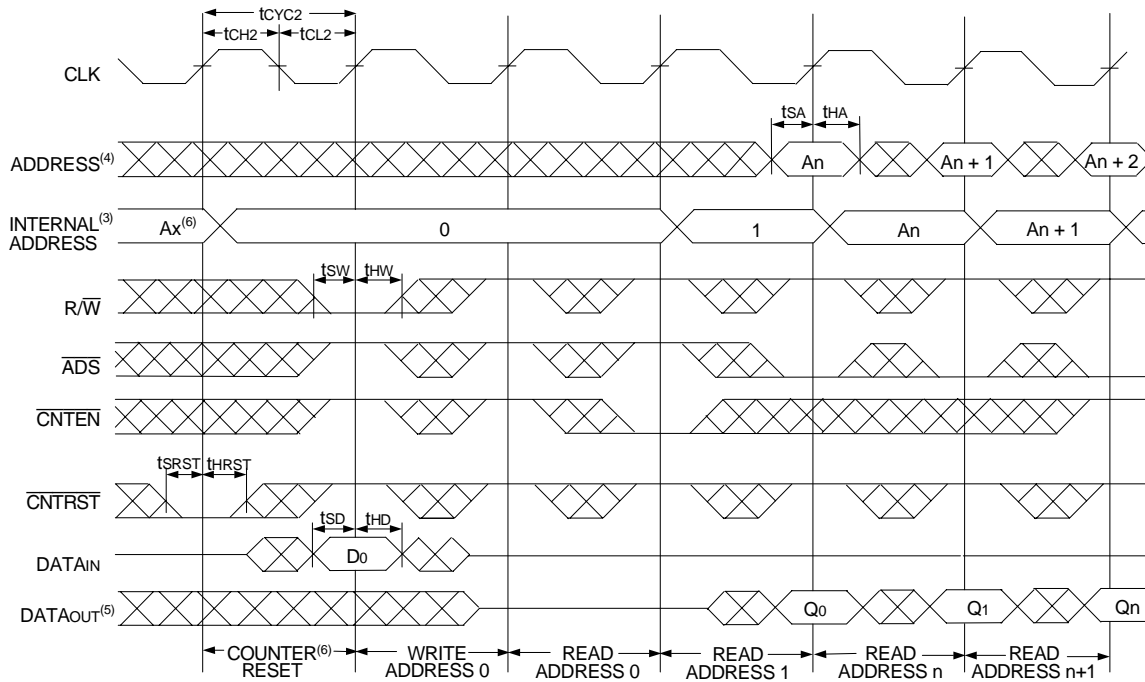 tCYC2
tCH2 tCL2
CLK
tSA tHA
ADDRESS(4) An An + 1 An + 2
INTERNAL(3)
ADDRESS Ax(6) 0 1 An An + 1
tSW tHW
R/W
ADS
CNTEN
tSRST tHRST
CNTRST
tSD tHD
DATAIN D0
DATAOUT(5) Q0 Q1 Qn
COUNTER(6) WRITE READ READ READ READ
RESET ADDRESS 0 ADDRESS 0 ADDRESS 1 ADDRESS n ADDRESS n+1